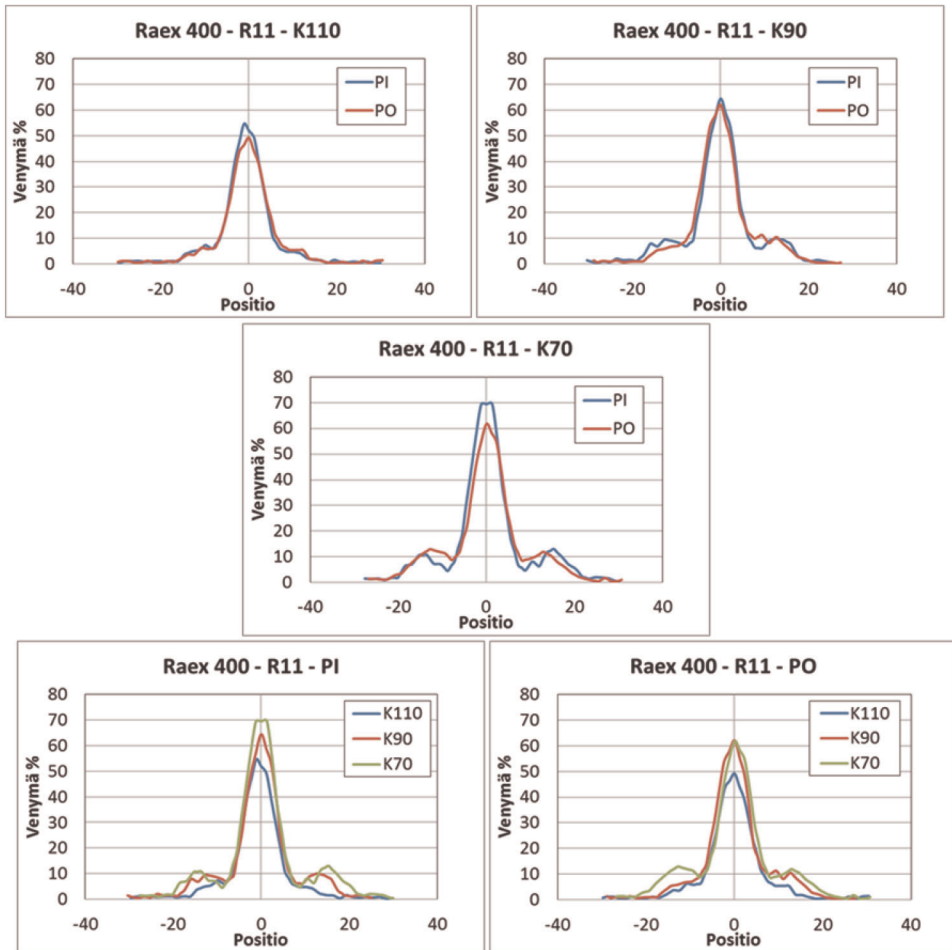 Raex 400 - R11 - K110
80
70
60
50
40
30
20
10
0
Venymä %
PI
PO
-40 -20 0 20 40
Positio
Raex 400 - R11 - K90
80
70
60
50
40
30
20
10
0
Venymä %
PI
PO
-40 -20 0 20 40
Positio
Raex 400 - R11 - K70
80
70
60
50
40
30
20
10
0
Venymä %
PI
PO
-40 -20 0 20 40
Positio
Raex 400 - R11 - PI
80
70
60
50
40
30
20
10
0
Venymä %
K110
K90
K70
-40 -20 0 20 40
Positio
Raex 400 - R11 - PO
80
70
60
50
40
30
20
10
0
Venymä %
K110
K90
K70
-40 -20 0 20 40
Positio